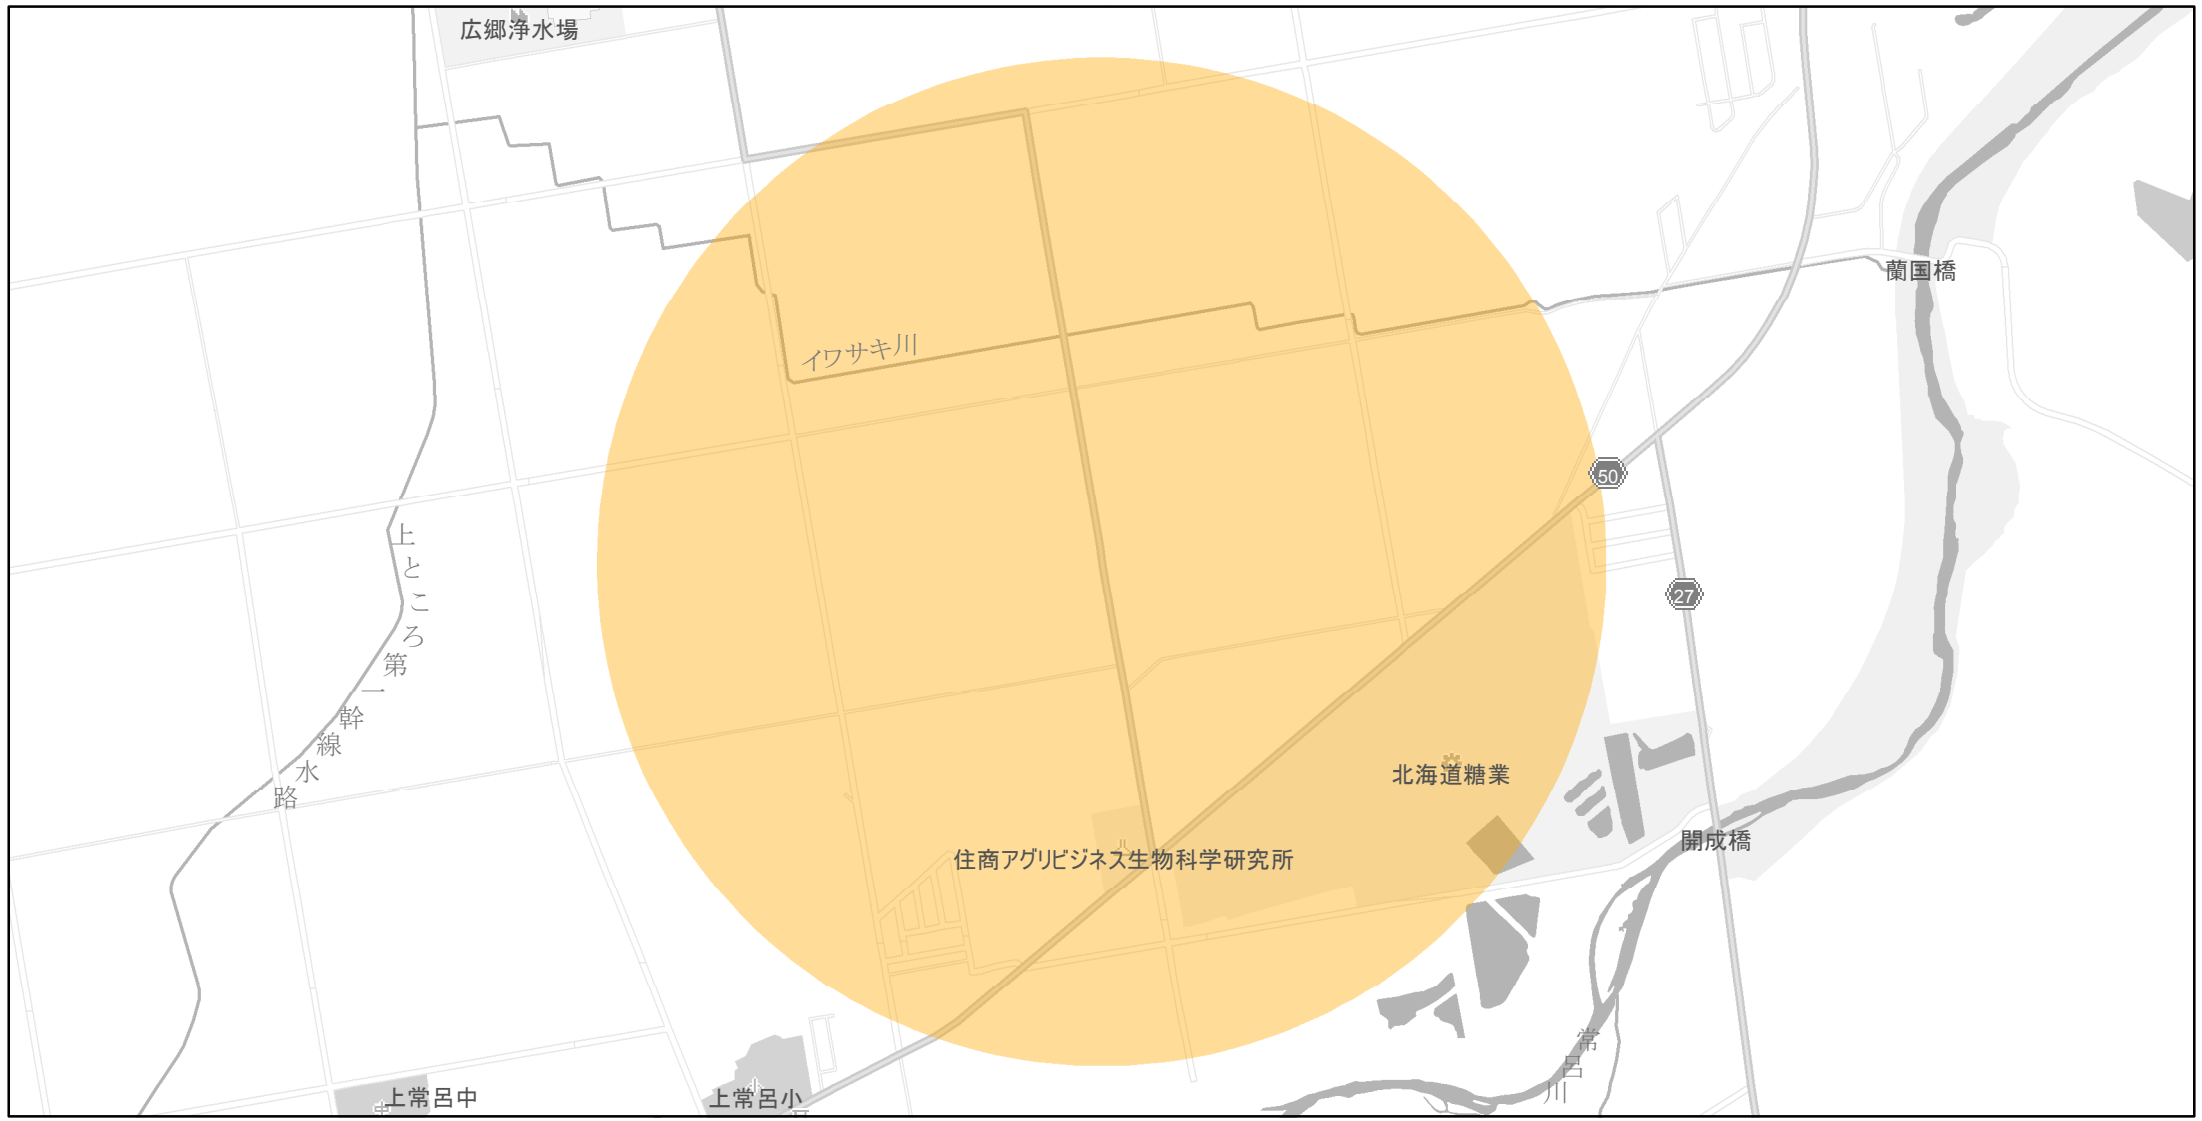 広郷浄水場
蘭国橋
イワサキ川
50
上ところ第一幹線水路
27
北海道糖業
開成橋
住商アグリビジネス生物科学研究所
常呂川
上常呂中
上常呂小